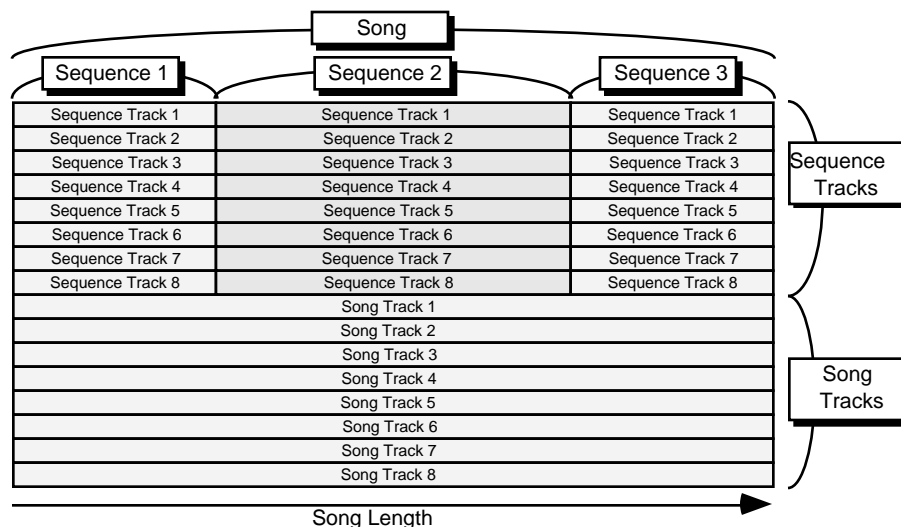 Song
Sequence 1 Sequence 2 Sequence 3
Sequence Track 1 Sequence Track 1 Sequence Track 1
Sequence Track 2 Sequence Track 2 Sequence Track 2
Sequence Track 3 Sequence Track 3 Sequence Track 3
Sequence Track 4 Sequence Track 4 Sequence Track 4
Sequence Track 5 Sequence Track 5 Sequence Track 5
Sequence Track 6 Sequence Track 6 Sequence Track 6
Sequence Track 7 Sequence Track 7 Sequence Track 7
Sequence Track 8 Sequence Track 8 Sequence Track 8
Sequence
Tracks
Song Track 1
Song Track 2
Song Track 3
Song Track 4
Song Track 5
Song Track 6
Song Track 7
Song Track 8
Song
Tracks
Song Length